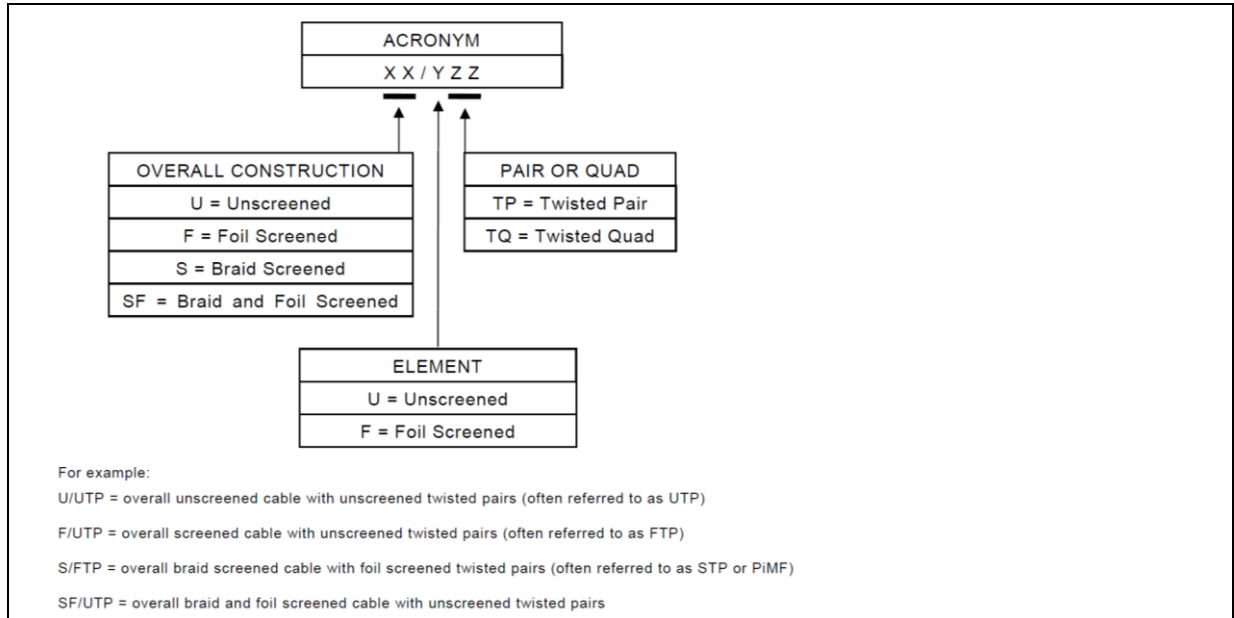 ACRONYM
X X / Y Z Z
OVERALL CONSTRUCTION
U = Unscreened
F = Foil Screened
S = Braid Screened
SF = Braid and Foil Screened
PAIR OR QUAD
TP = Twisted Pair
TQ = Twisted Quad
ELEMENT
U = Unscreened
F = Foil Screened
For example:
U/UTP = overall unscreened cable with unscreened twisted pairs (often referred to as UTP)
F/UTP = overall screened cable with unscreened twisted pairs (often referred to as FTP)
S/FTP = overall braid screened cable with foil screened twisted pairs (often referred to as STP or PiMF)
SF/UTP = overall braid and foil screened cable with unscreened twisted pairs